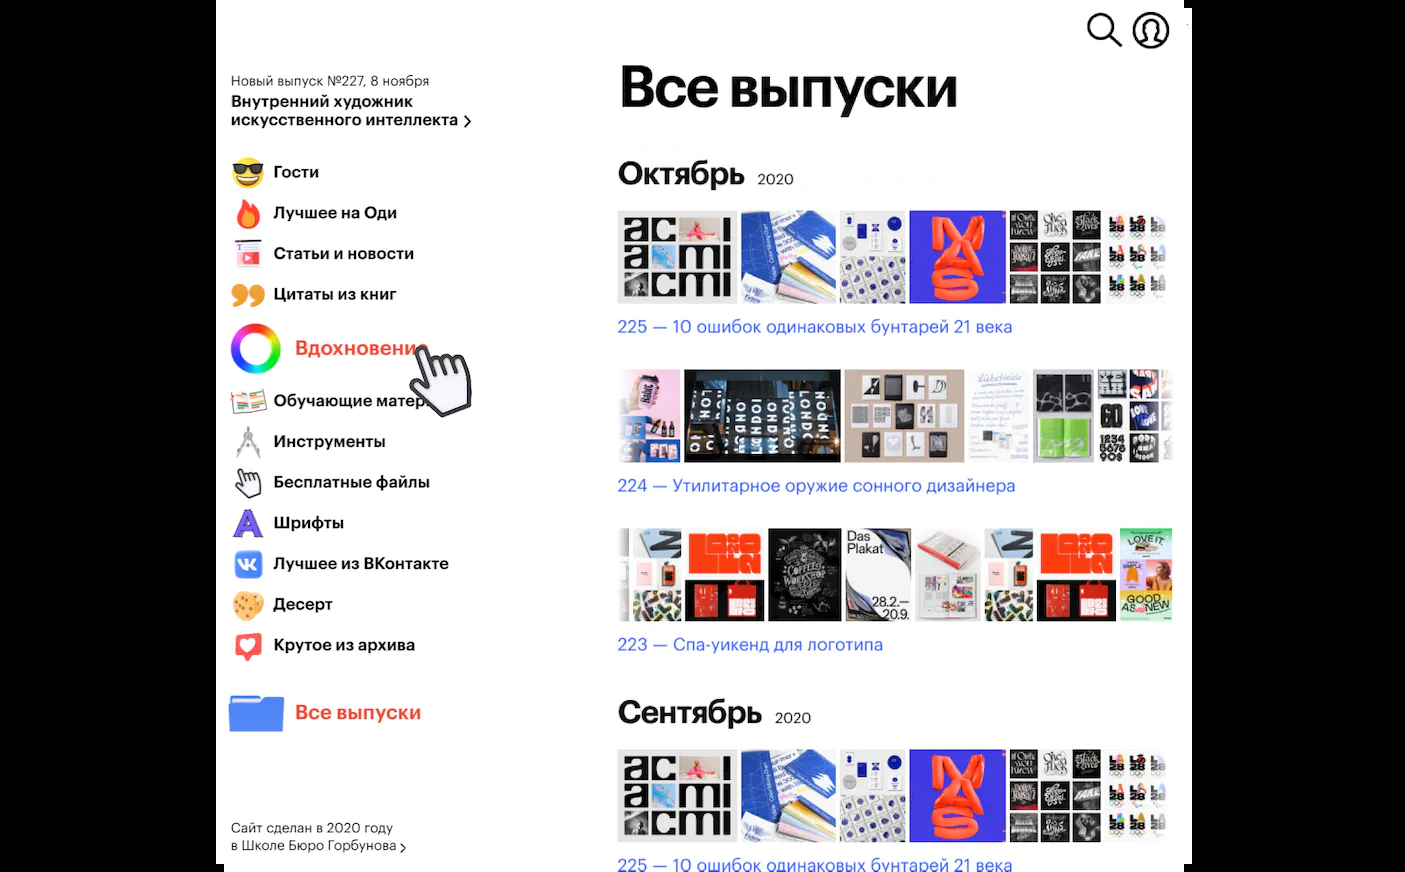 Новый выпуск №227, 8 ноября
Внутренний художник
искусственного интеллекта
Гости
Лучшее на Оди
Статьи и новости
Цитаты из книг
Вдохновени
Обучающие матер
Инструменты
Бесплатные файлы
Шрифты
Лучшее из ВКонтакте
Десерт
Крутое из архива
Все выпуски
Сайт сделан в 2020 году
в Школе Бюро Горбунова
Все выпуски
Октябрь 2020
225 — 10 ошибок одинаковых бунтарей 21 века
224 — Утилитарное оружие сонного дизайнера
Das
Plakat
28.2.—
20.9.
COFFEE
WORKSHOP
LOVE IT.
GOOD
AS NEW
223 — Спа-уикенд для логотипа
Сентябрь 2020
225 — 10 ошибок одинаковых бунтарей 21 века